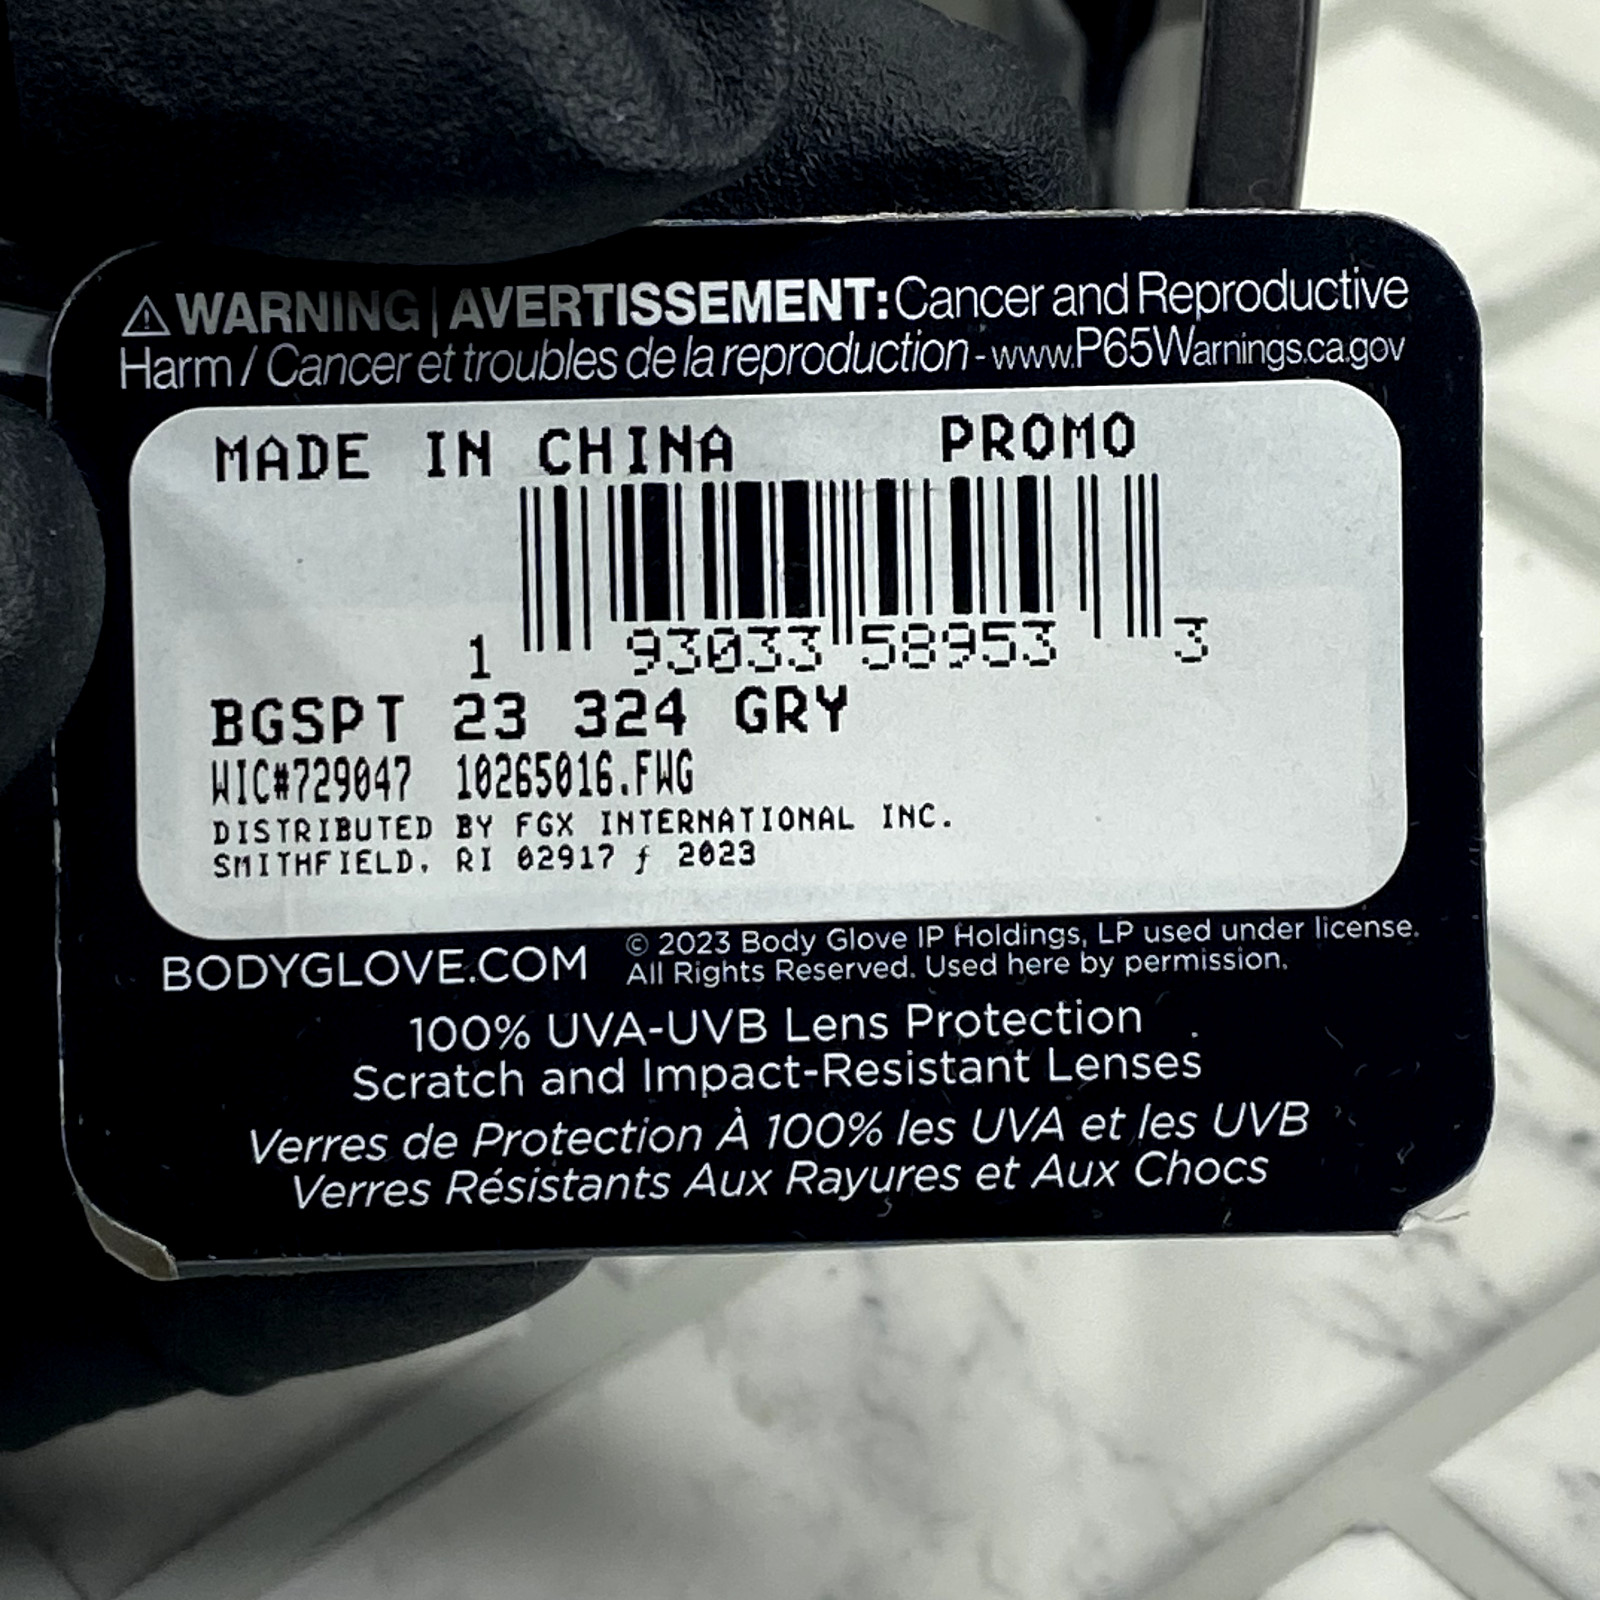 ⚠ WARNING | AVERTISSEMENT: Cancer and Reproductive
Harm / Cancer et troubles de la reproduction - www.P65Warnings.ca.gov
MADE IN CHINA PROMO
1 93033 58953 3
BGSPT 23 324 GRY
WIC#729047 10265016.FWG
DISTRIBUTED BY FGX INTERNATIONAL INC.
SMITHFIELD, RI 02917 ƒ 2023
BODYGLOVE.COM
© 2023 Body Glove IP Holdings, LP used under license.
All Rights Reserved. Used here by permission.
100% UVA-UVB Lens Protection
Scratch and Impact-Resistant Lenses
Verres de Protection À 100% les UVA et les UVB
Verres Résistants Aux Rayures et Aux Chocs